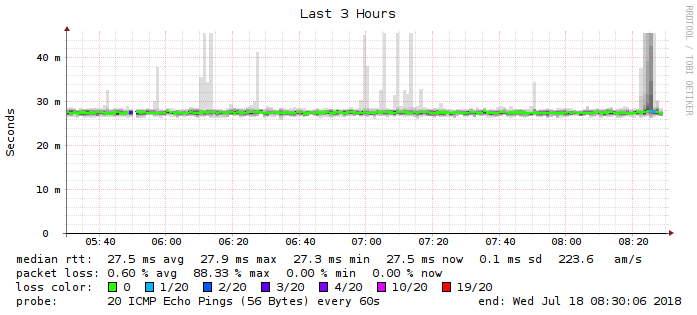 Last 3 Hours
RRDTOOL / TOBI OETIKER
Seconds
40 m
30 m
20 m
10 m
0
05:40 06:00 06:20 06:40 07:00 07:20 07:40 08:00 08:20
median rtt: 27.5 ms avg 27.9 ms max 27.3 ms min 27.5 ms now 0.1 ms sd 223.6 am/s
packet loss: 0.60 % avg 88.33 % max 0.00 % min 0.00 % now
loss color: 0 1/20 2/20 3/20 4/20 10/20 19/20
probe: 20 ICMP Echo Pings (56 Bytes) every 60s end: Wed Jul 18 08:30:06 2018